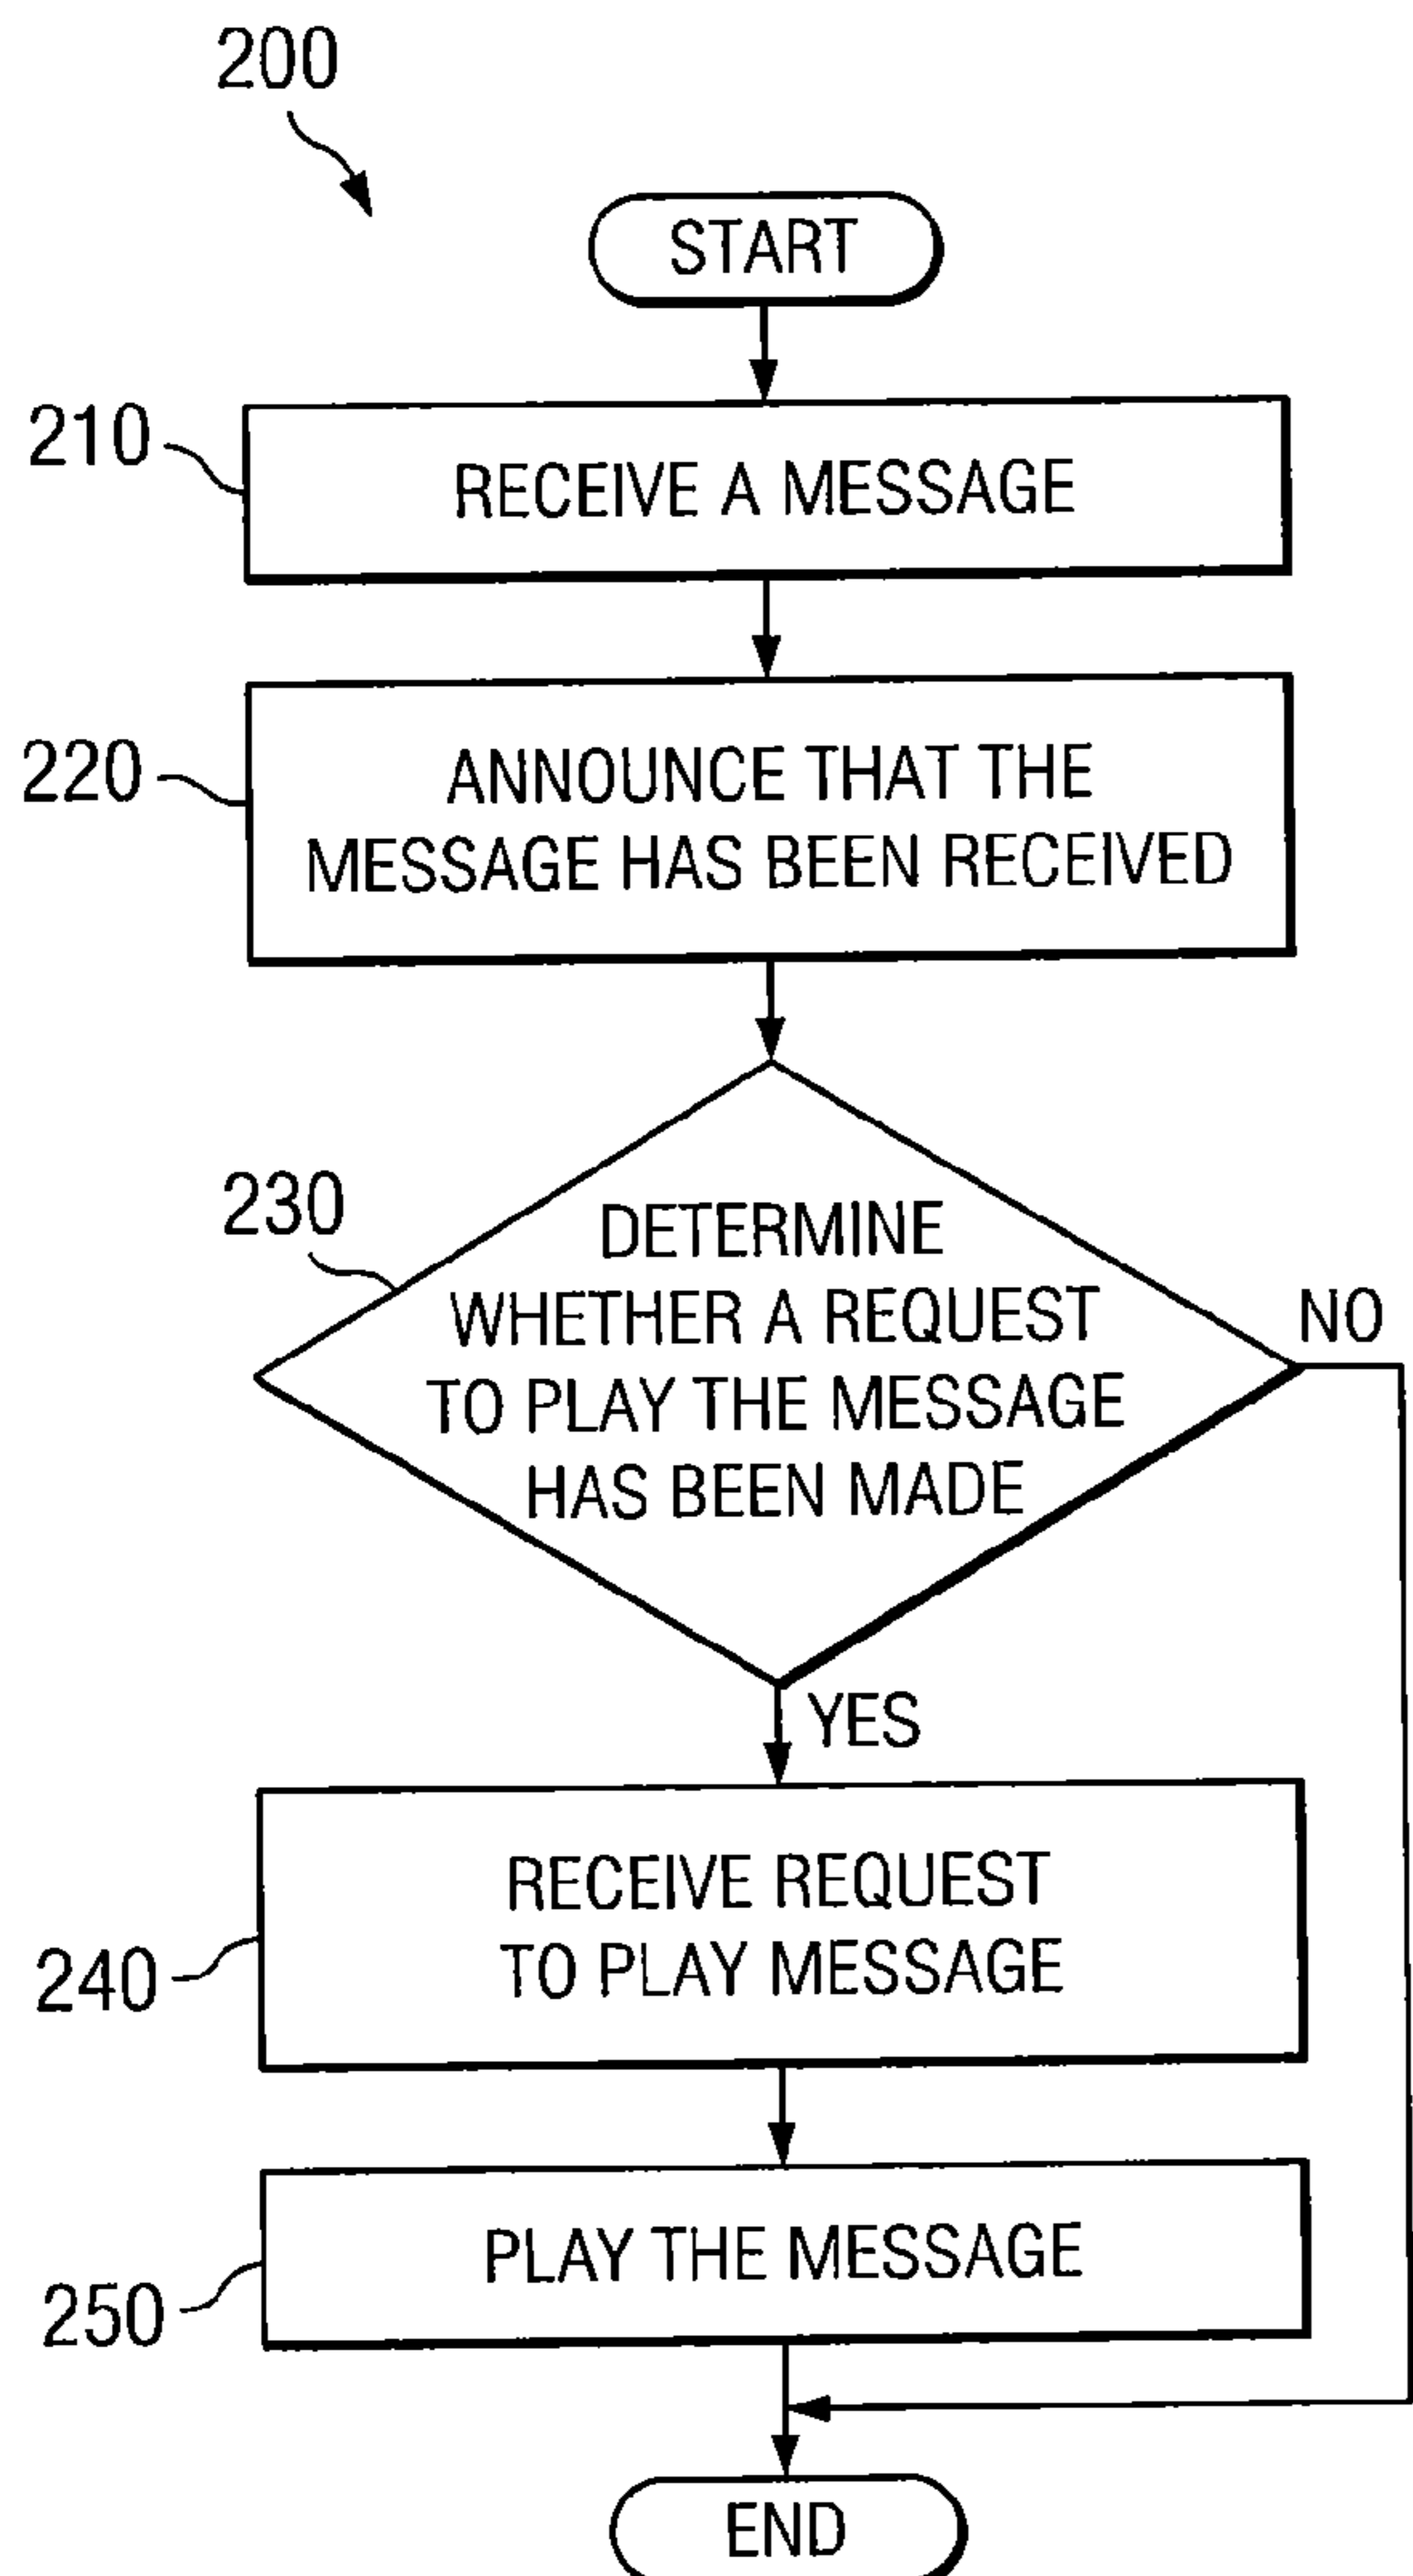 200
START
210
RECEIVE A MESSAGE
220
ANNOUNCE THAT THE
MESSAGE HAS BEEN RECEIVED
230
DETERMINE
WHETHER A REQUEST
TO PLAY THE MESSAGE
HAS BEEN MADE
NO
YES
240
RECEIVE REQUEST
TO PLAY MESSAGE
250
PLAY THE MESSAGE
END